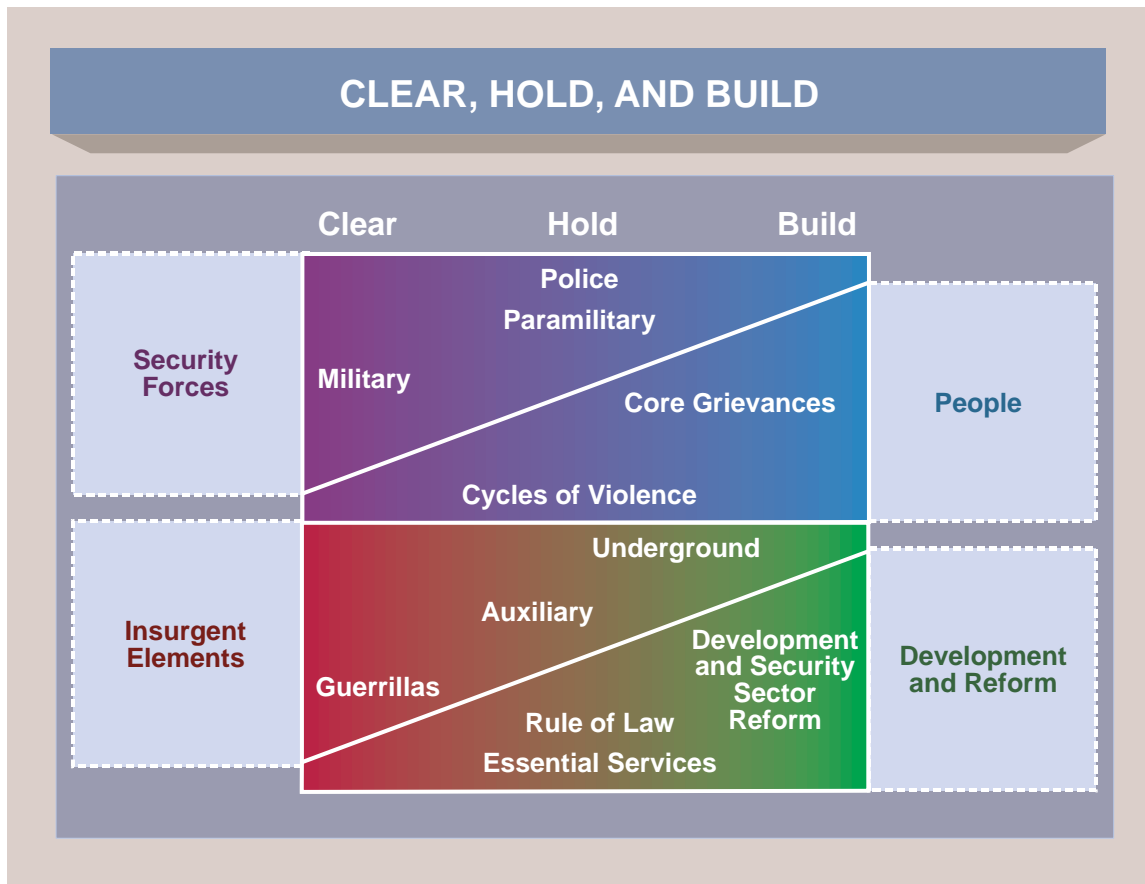 CLEAR, HOLD, AND BUILD
Clear
Hold
Build
Security
Forces
Police
Paramilitary
Military
Core Grievances
Cycles of Violence
People
Insurgent
Elements
Underground
Auxiliary
Guerrillas
Development
and Security
Sector
Reform
Rule of Law
Essential Services
Development
and Reform